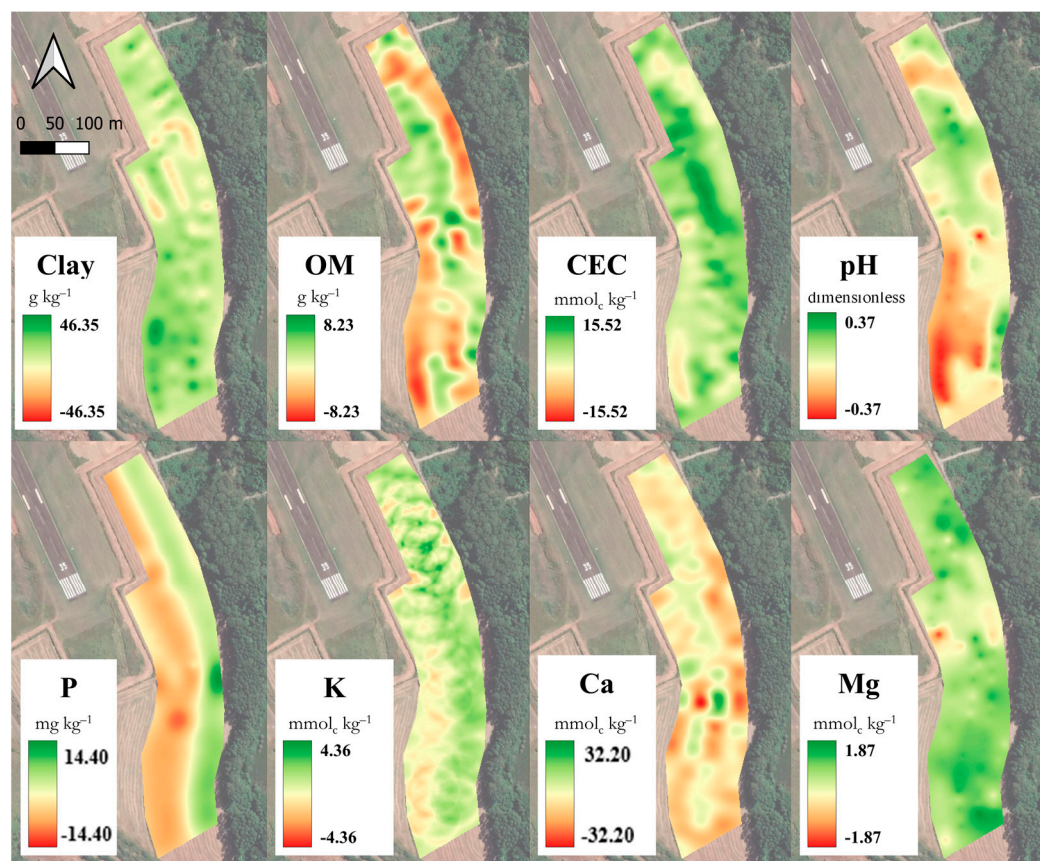 0 50 100 m
Clay
g kg⁻¹
46.35
-46.35
OM
g kg⁻¹
8.23
-8.23
CEC
mmolc kg⁻¹
15.52
-15.52
pH
dimensionless
0.37
-0.37
P
mg kg⁻¹
14.40
-14.40
K
mmolc kg⁻¹
4.36
-4.36
Ca
mmolc kg⁻¹
32.20
-32.20
Mg
mmolc kg⁻¹
1.87
-1.87